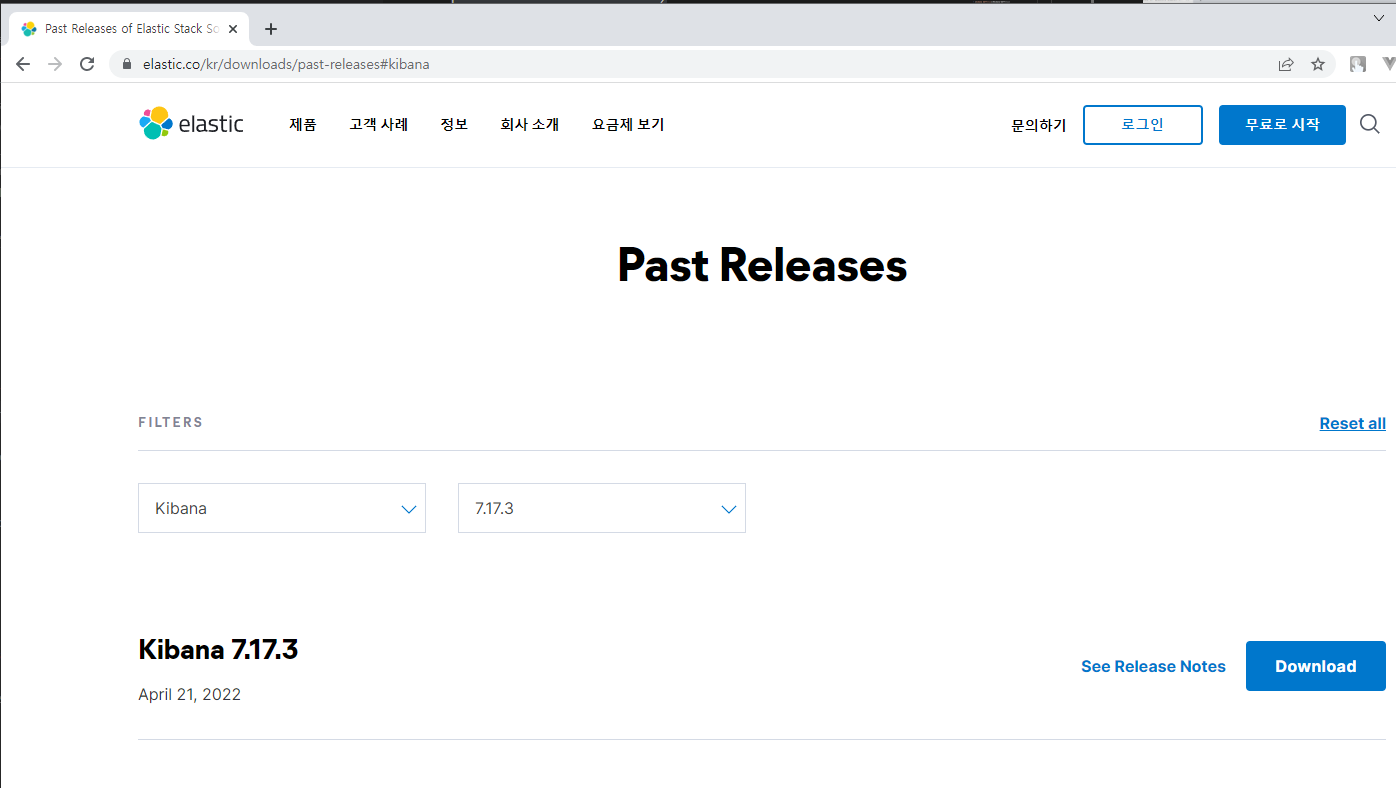 Past Releases of Elastic Stack So
elastic.co/kr/downloads/past-releases#kibana
elastic 제품 고객 사례 정보 회사 소개 요금제 보기 문의하기 로그인 무료로 시작
Past Releases
FILTERS Reset all
Kibana 7.17.3
Kibana 7.17.3
See Release Notes Download
April 21, 2022